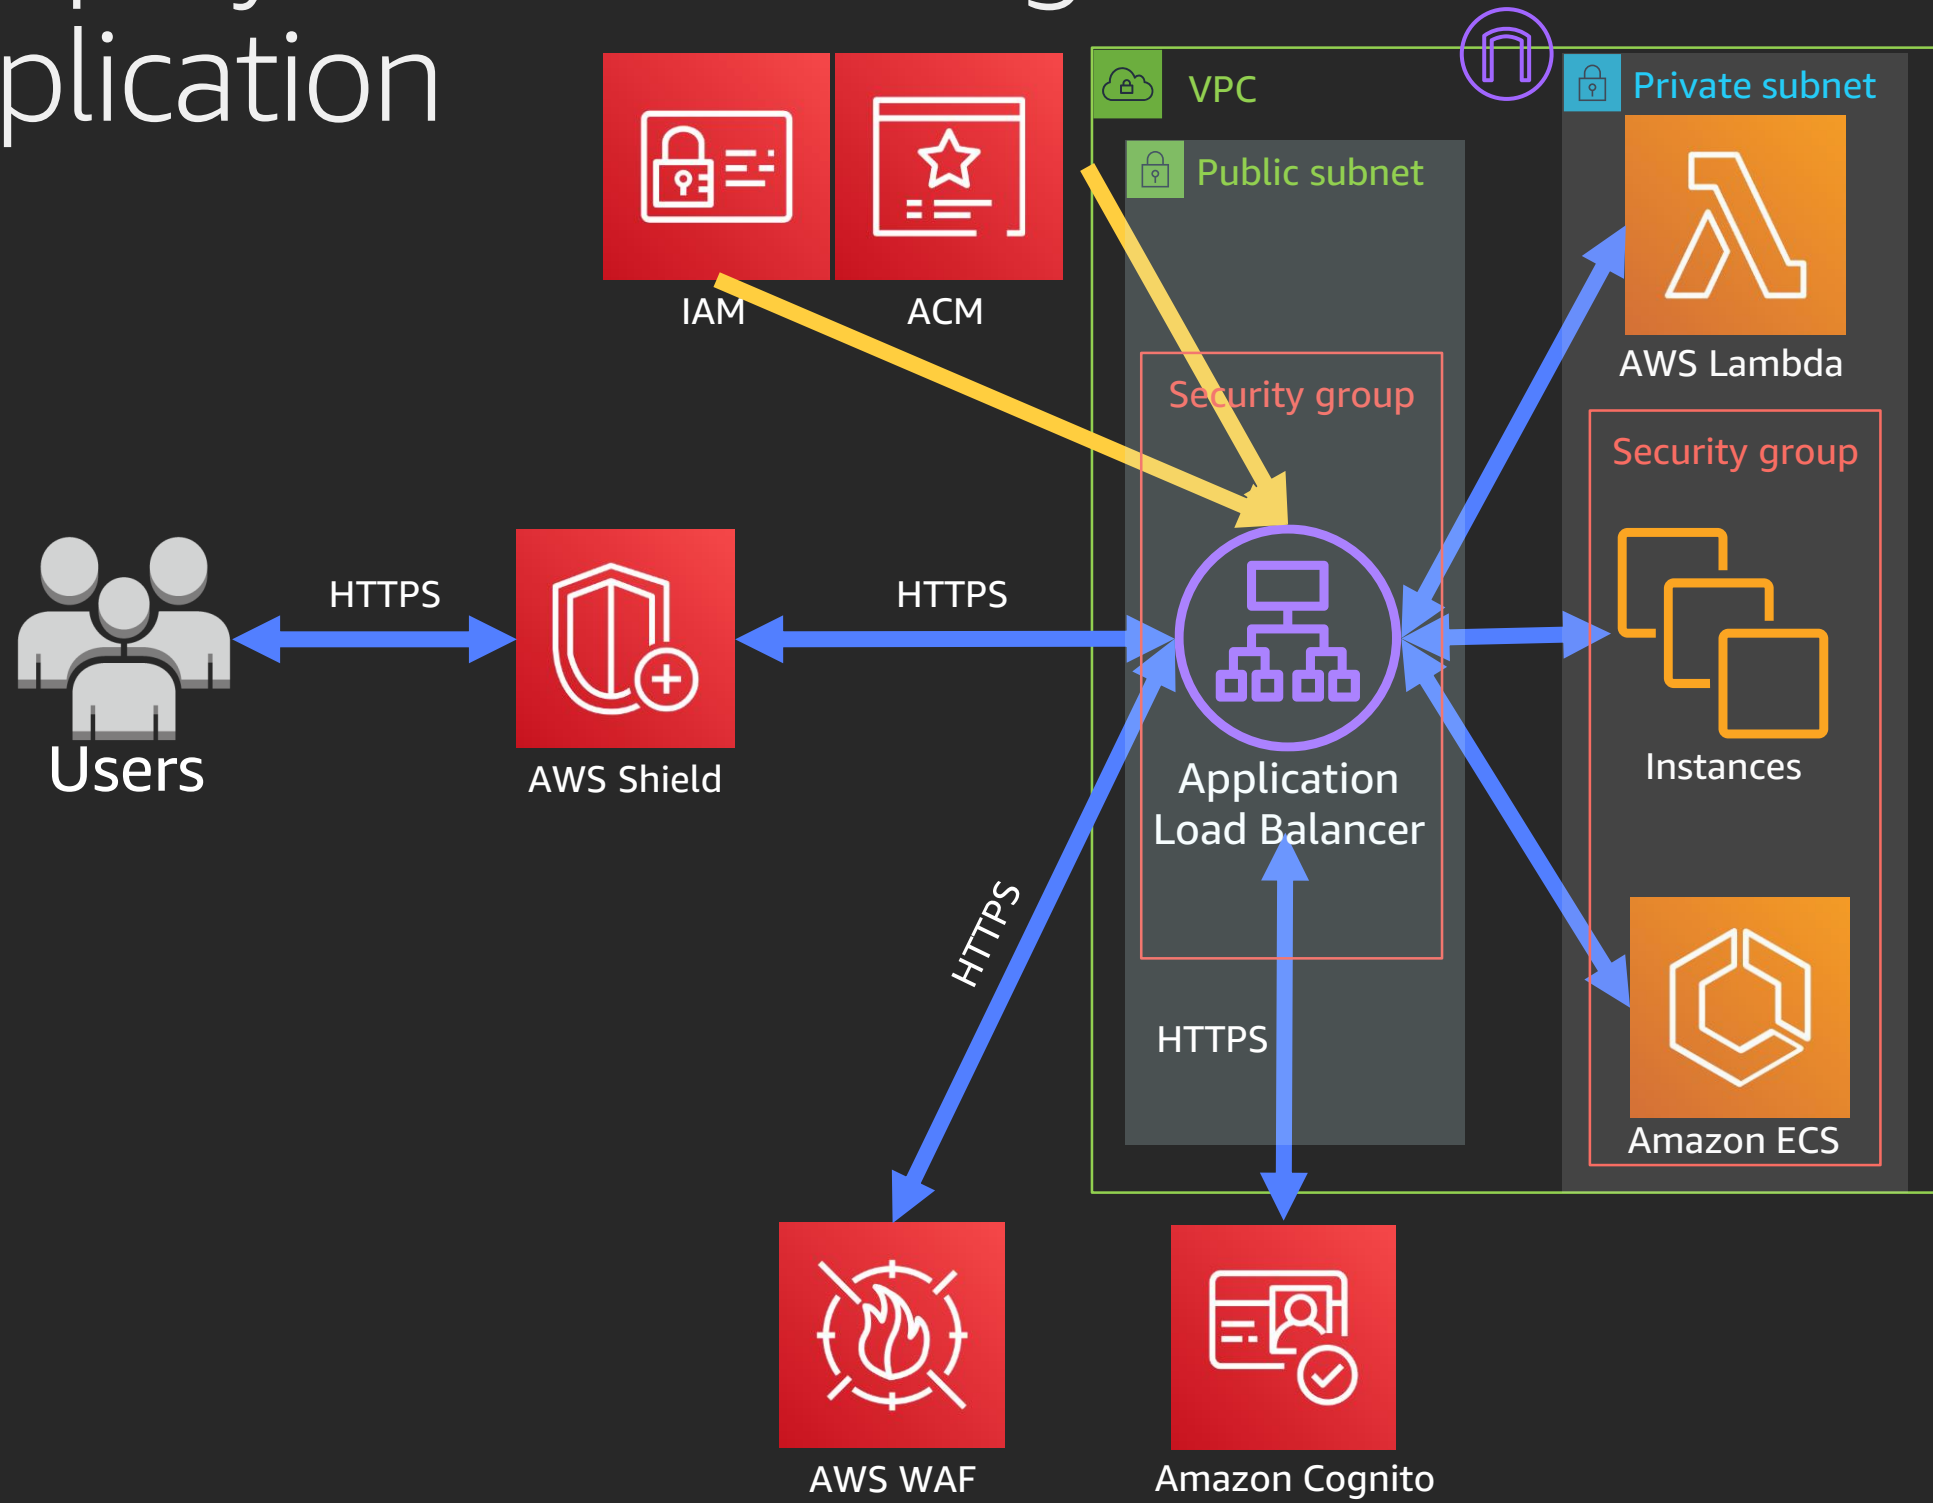 plication
VPC
Private subnet
Public subnet
IAM
ACM
AWS Lambda
Security group
Security group
HTTPS
HTTPS
Users
AWS Shield
Application
Load Balancer
Instances
HTTPS
HTTPS
Amazon ECS
AWS WAF
Amazon Cognito